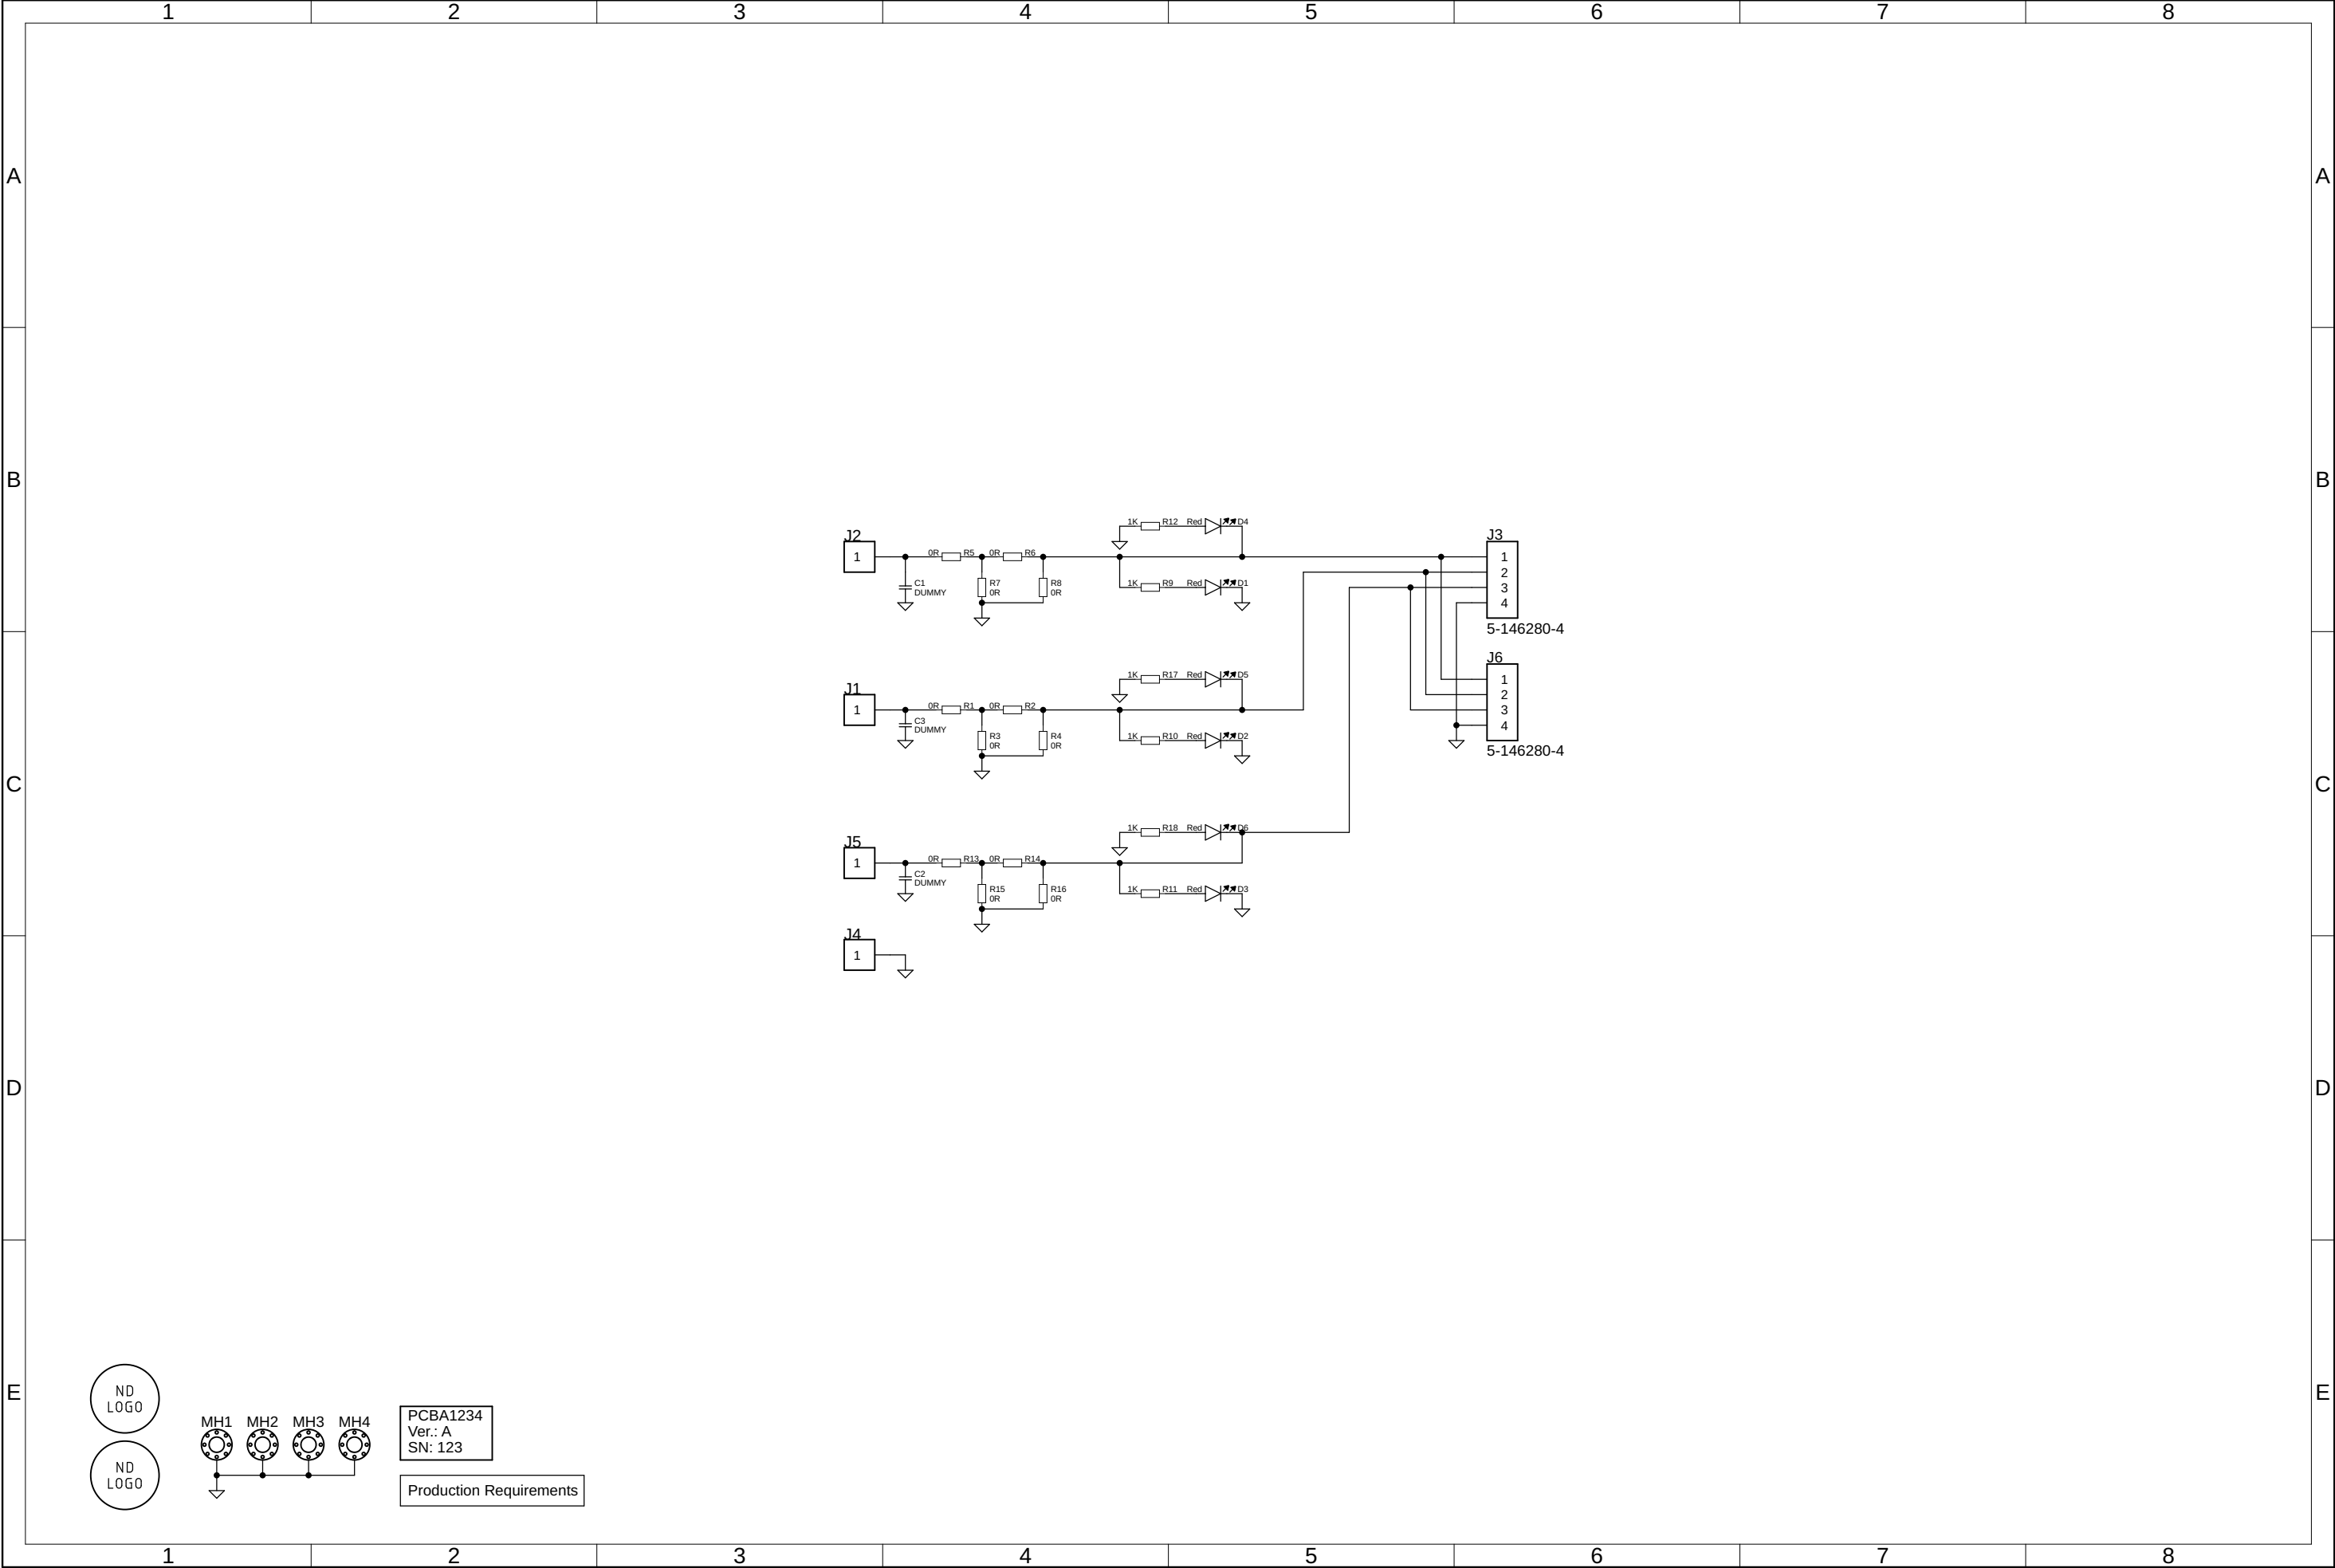 1 2 3 4 5 6 7 8
A A
B B
1K R12 Red D4
J2 J3
1 0R R5 0R R6 1
2
C1 R7 R8 1K R9 Red D1 3
DUMMY 0R 0R 4
5-146280-4
J6
J1 1K R17 Red D5 1
2
1 0R R1 0R R2 3
C3 4
DUMMY
R3 R4 1K R10 Red D2
0R 0R 5-146280-4
C C
J5 1K R18 Red D6
1 0R R13 0R R14
C2
DUMMY
R15 R16 1K R11 Red D3
0R 0R
J4
1
D D
E E
ND
LOGO
MH1 MH2 MH3 MH4
PCBA1234
Ver.: A
SN: 123
ND
LOGO
Production Requirements
1 2 3 4 5 6 7 8